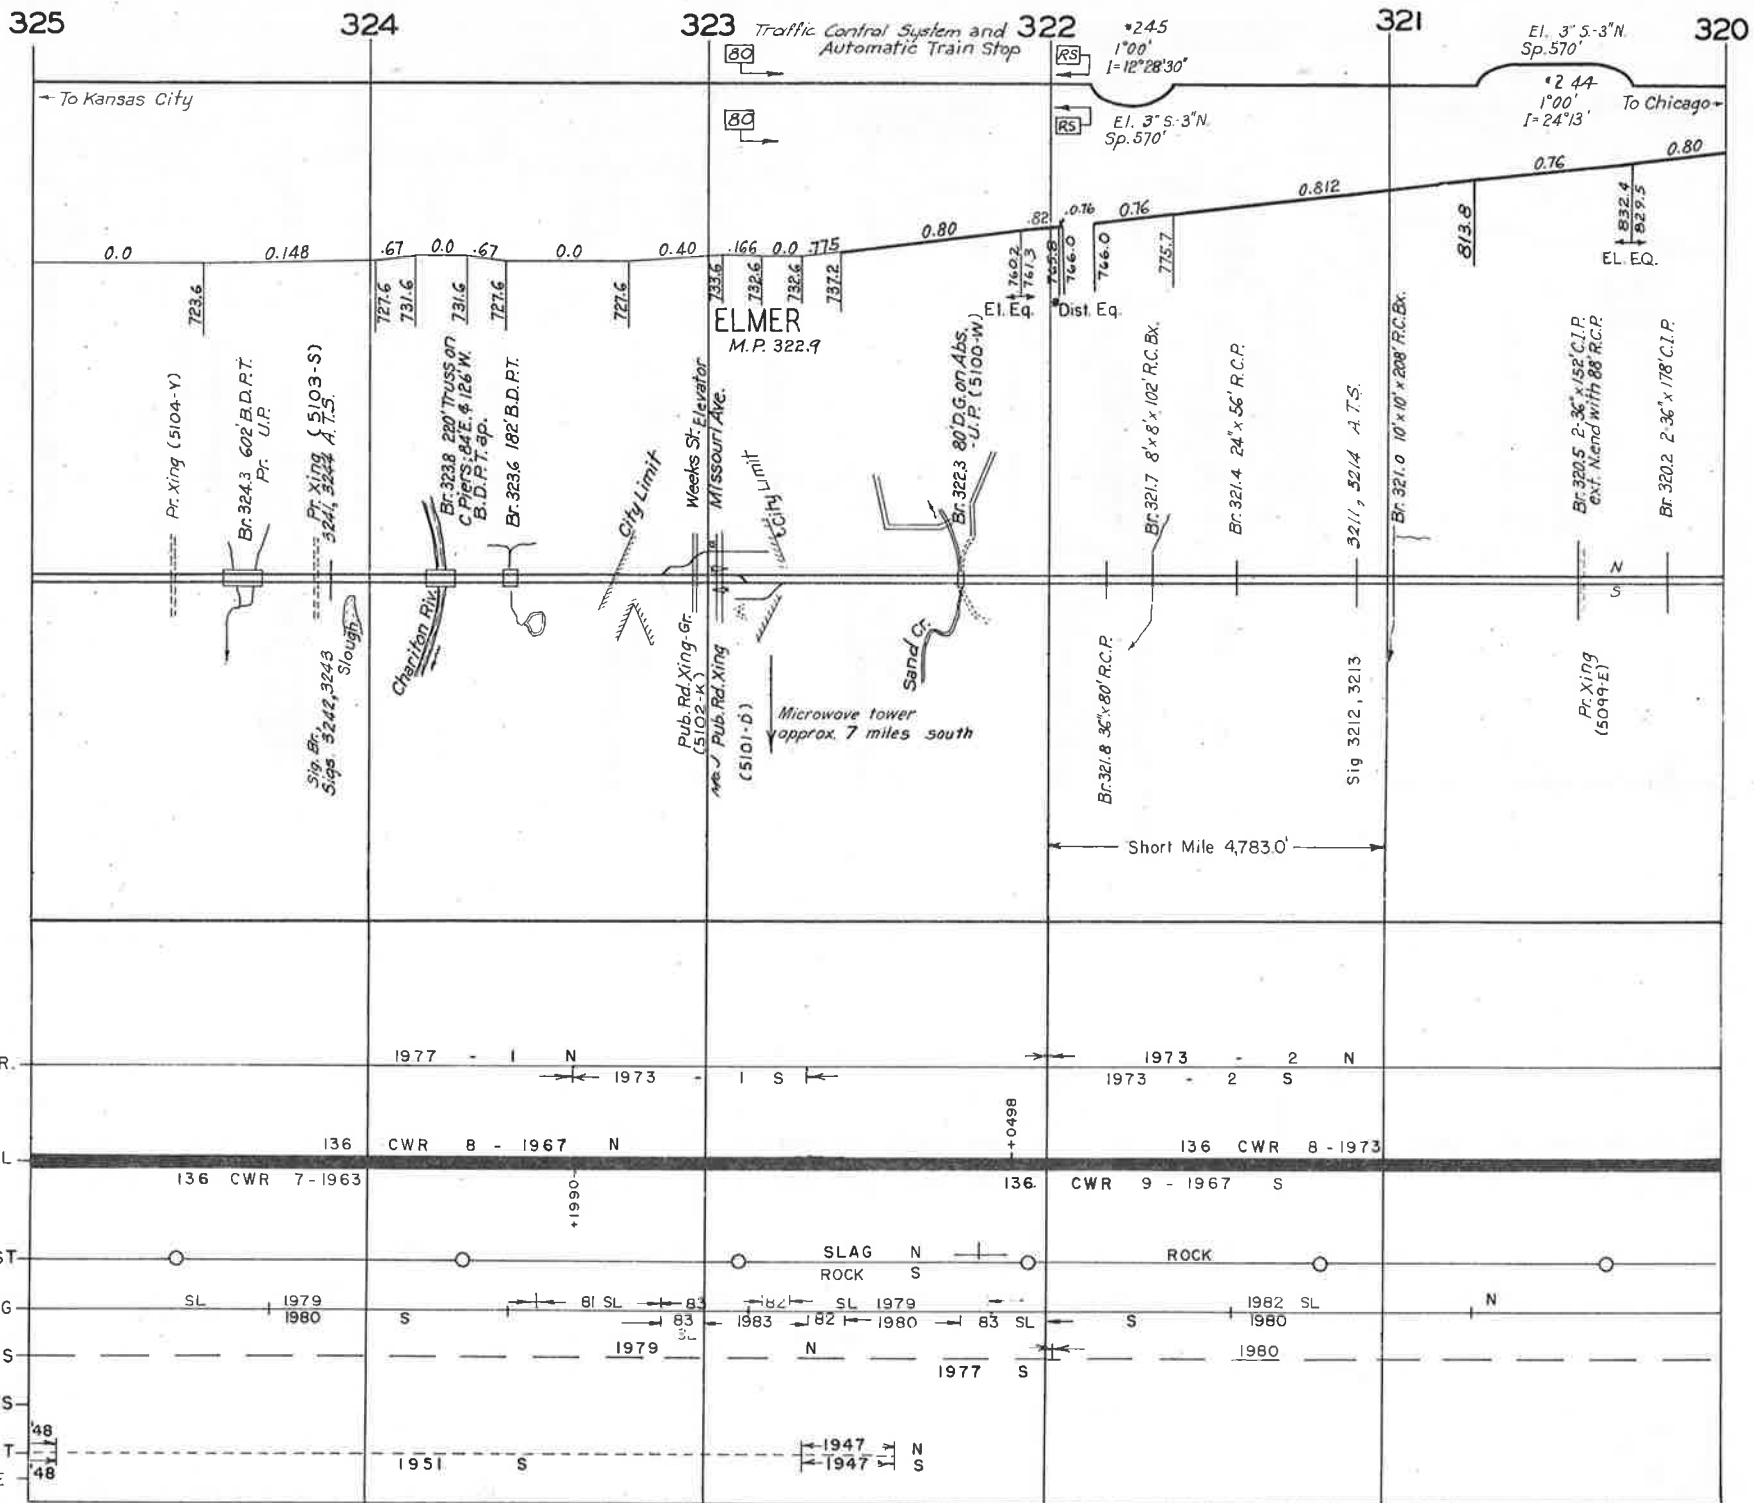 325 324 323 322 321 320
Traffic Control System and
Automatic Train Stop
80
80
RS
RS
*245
1°00'
I=12°28'30"
El. 3" S.-3"N.
Sp.570'
El. 3" S.-3"N.
Sp.570'
*244
1°00'
I=24°13'
← To Kansas City
To Chicago
0.0 0.148 .67 0.0 .67 0.0 0.40 .166 0.0 .775 0.80 .82 .0.76 0.76 0.812 0.76 0.80
723.6
727.6
731.6
731.6
727.6
727.6
733.6
732.6
732.6
737.2
760.2
761.3
765.8
766.0
766.0
775.7
813.8
832.4
829.5
El. Eq.
Dist. Eq.
EL. EQ.
ELMER
M.P. 322.9
Pr. Xing (5104-Y)
Br. 324.3 602' B.D.P.T.
Pr. U.P.
Pr. Xing (5103-S)
3241, 3244 A.T.S.
Br. 323.8 220' Truss on
C Piers; 84'E. & 126' W.
B.D.P.T. ap.
Br. 323.6 182' B.D.P.T.
City Limit
Weeks St.
Elevator
Missouri Ave.
City Limit
Br. 322.3 80' D.G. on Abs.
-U.P. (5100-W)
Br. 321.7 8'x8'x102' R.C.Bx.
Br. 321.4 24"x56' R.C.P.
3211, 3214 A.T.S.
Br. 321.0 10'x10'x208' R.C.Bx.
Br. 320.5 2-36"x152' C.I.P.
ext. N.end with 88' R.C.P.
Br. 320.2 2-36"x178' C.I.P.
N
S
Sig. Br.,
Sigs. 3242, 3243
Slough
Chariton Riv.
Pub. Rd. Xing-Gr.
(5102-K)
Pub. Rd. Xing
(5101-D)
Microwave tower
approx. 7 miles south
Sand Cr.
Br. 321.8 36"x80' R.C.P.
Sig 3212, 3213
Pr. Xing
(5099-E)
Short Mile 4,783.0'
R.
1977 - 1 N
1973 - 2 N
1973 - 1 S
1973 - 2 S
+0498
136 CWR 8 - 1967 N
136 CWR 8 - 1973
L
136 CWR 7-1963
+1990
136 CWR 9 - 1967 S
ST
SLAG N
ROCK S
ROCK
G
SL 1979
1980 S
81 SL
83
'82
SL 1979
1982 SL
N
83
SL
1983
82
1980
83 SL
S 1980
S
1979 N
1980
1977 S
S
'48
T
1947 N
1951 S
1947 S
'48
E